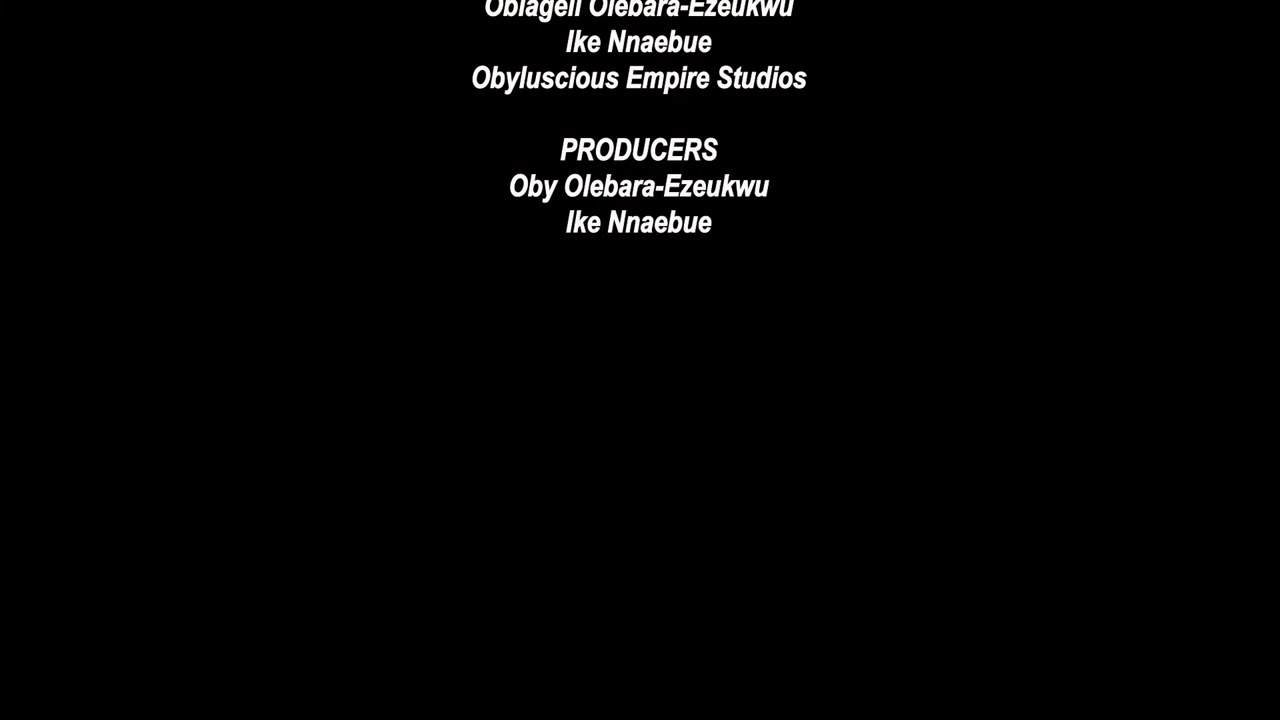 Obiageli Olebara-Ezeukwu
Ike Nnaebue
Obyluscious Empire Studios
PRODUCERS
Oby Olebara-Ezeukwu
Ike Nnaebue